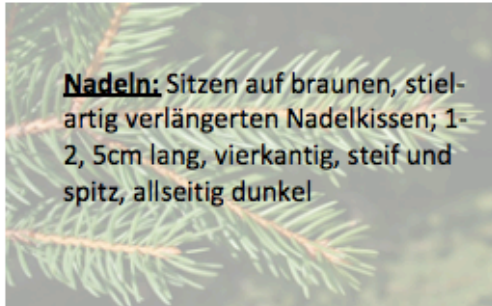 Nadeln: Sitzen auf braunen, stiel-
artig verlängerten Nadelkissen; 1-
2, 5cm lang, vierkantig, steif und
spitz, allseitig dunkel